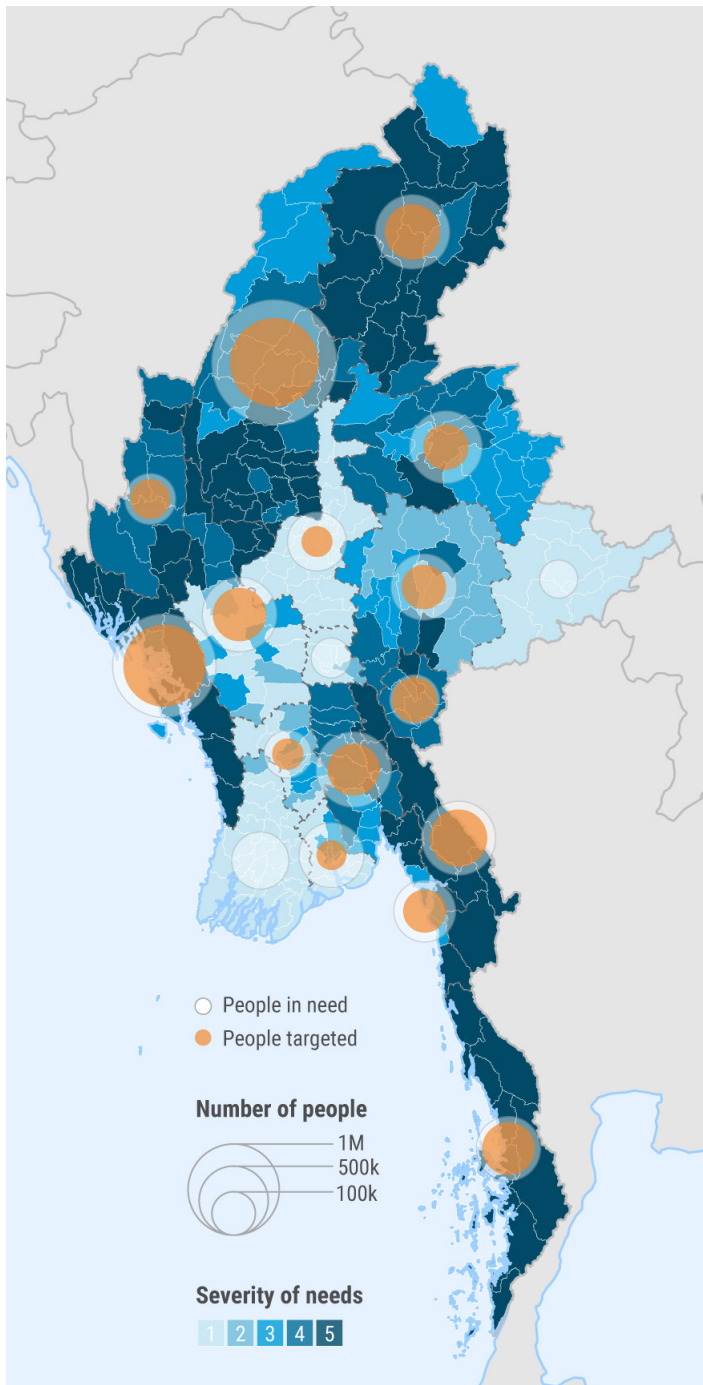 People in need
People targeted
Number of people
1M
500k
100k
Severity of needs
1 2 3 4 5